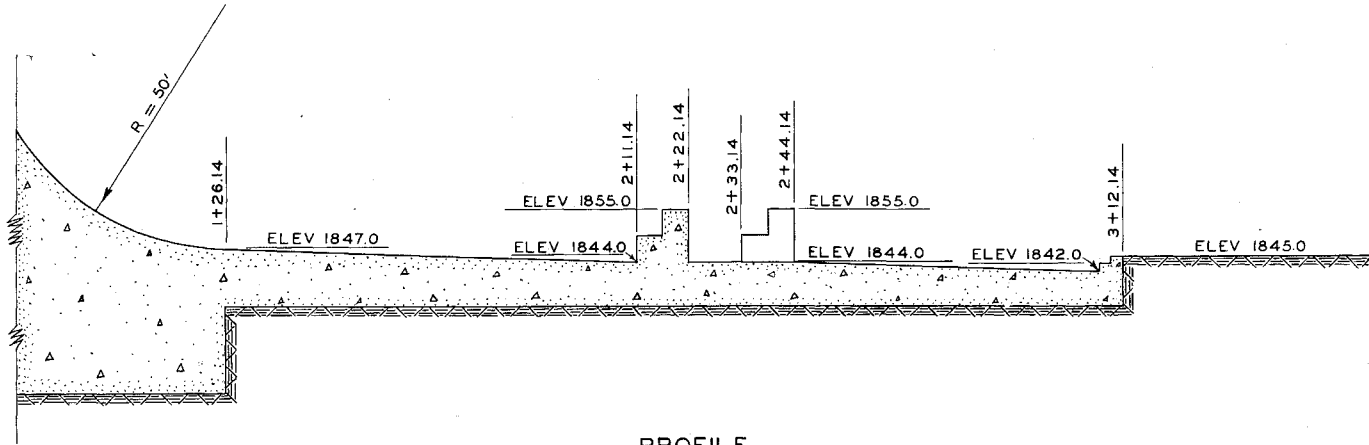 R = 50'
1+26.14
2+11.14
2+22.14
2+33.14
2+44.14
3+12.14
ELEV 1855.0
ELEV 1855.0
ELEV 1847.0
ELEV 1844.0
ELEV 1844.0
ELEV 1842.0
ELEV 1845.0
PROFILE